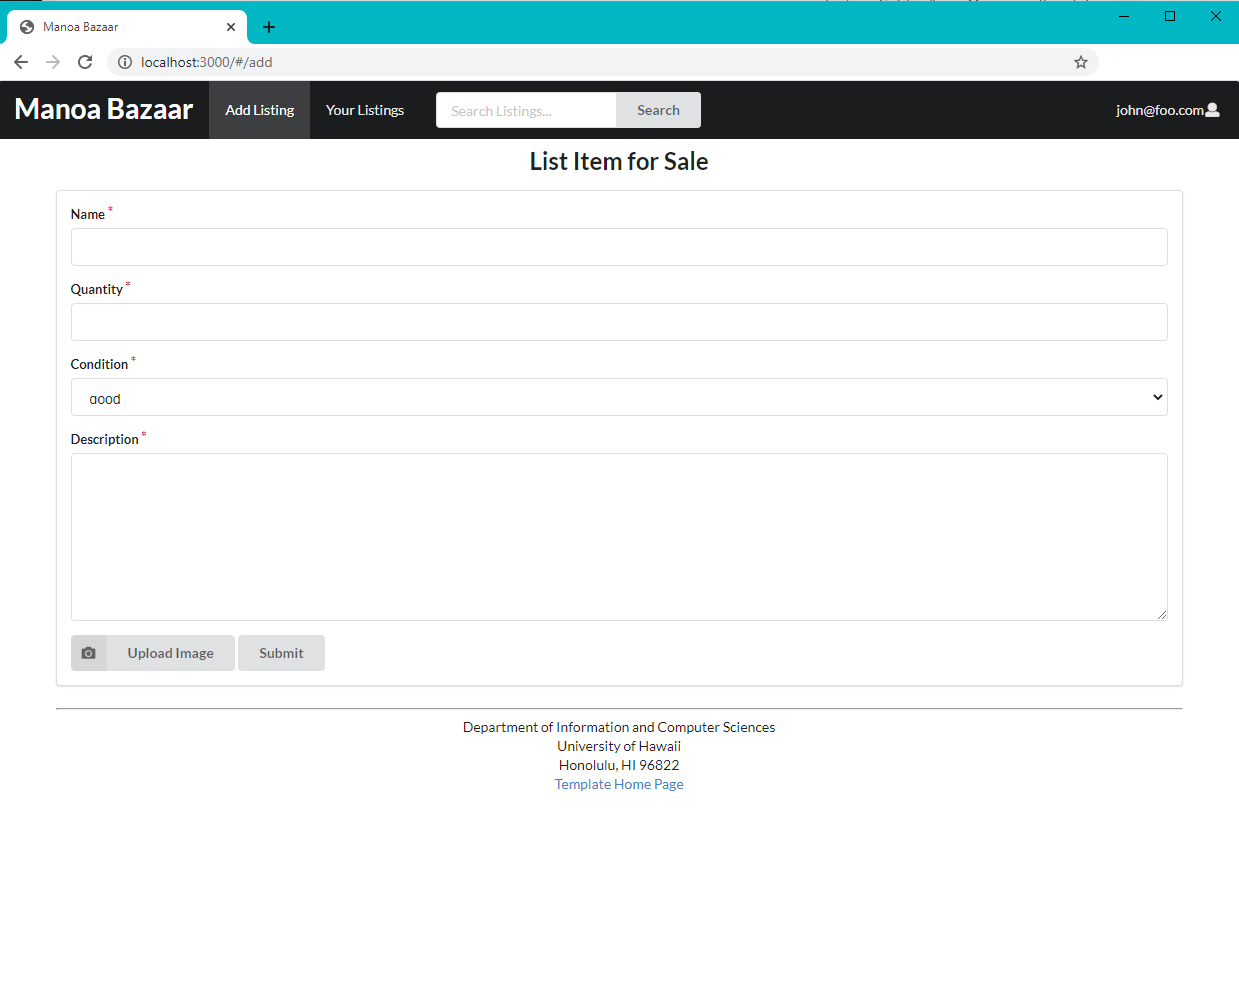 Manoa Bazaar
localhost:3000/#/add
Manoa Bazaar Add Listing Your Listings Search Listings... Search john@foo.com
List Item for Sale
Name *
Quantity *
Condition *
good
Description *
Upload Image Submit
Department of Information and Computer Sciences
University of Hawaii
Honolulu, HI 96822
Template Home Page